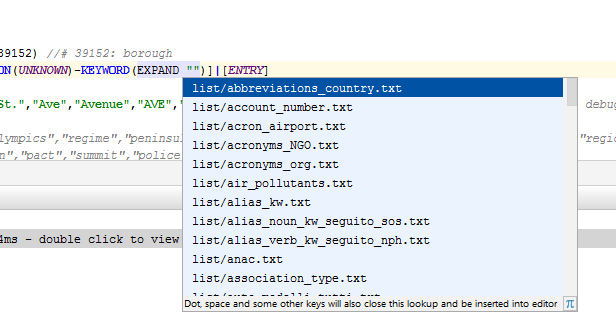 39152) //# 39152: borough
ON(UNKNOWN)-KEYWORD(EXPAND "")]|[ENTRY]
St.","Ave","Avenue","AVE","
debug
lympics","regime","peninsu
"regio
n","pact","summit","police
4ms - double click to view
list/abbreviations_country.txt
list/account_number.txt
list/acron_airport.txt
list/acronyms_NGO.txt
list/acronyms_org.txt
list/air_pollutants.txt
list/alias_kw.txt
list/alias_noun_kw_seguito_sos.txt
list/alias_verb_kw_seguito_nph.txt
list/anac.txt
list/association_type.txt
Dot, space and some other keys will also close this lookup and be inserted into editor
π